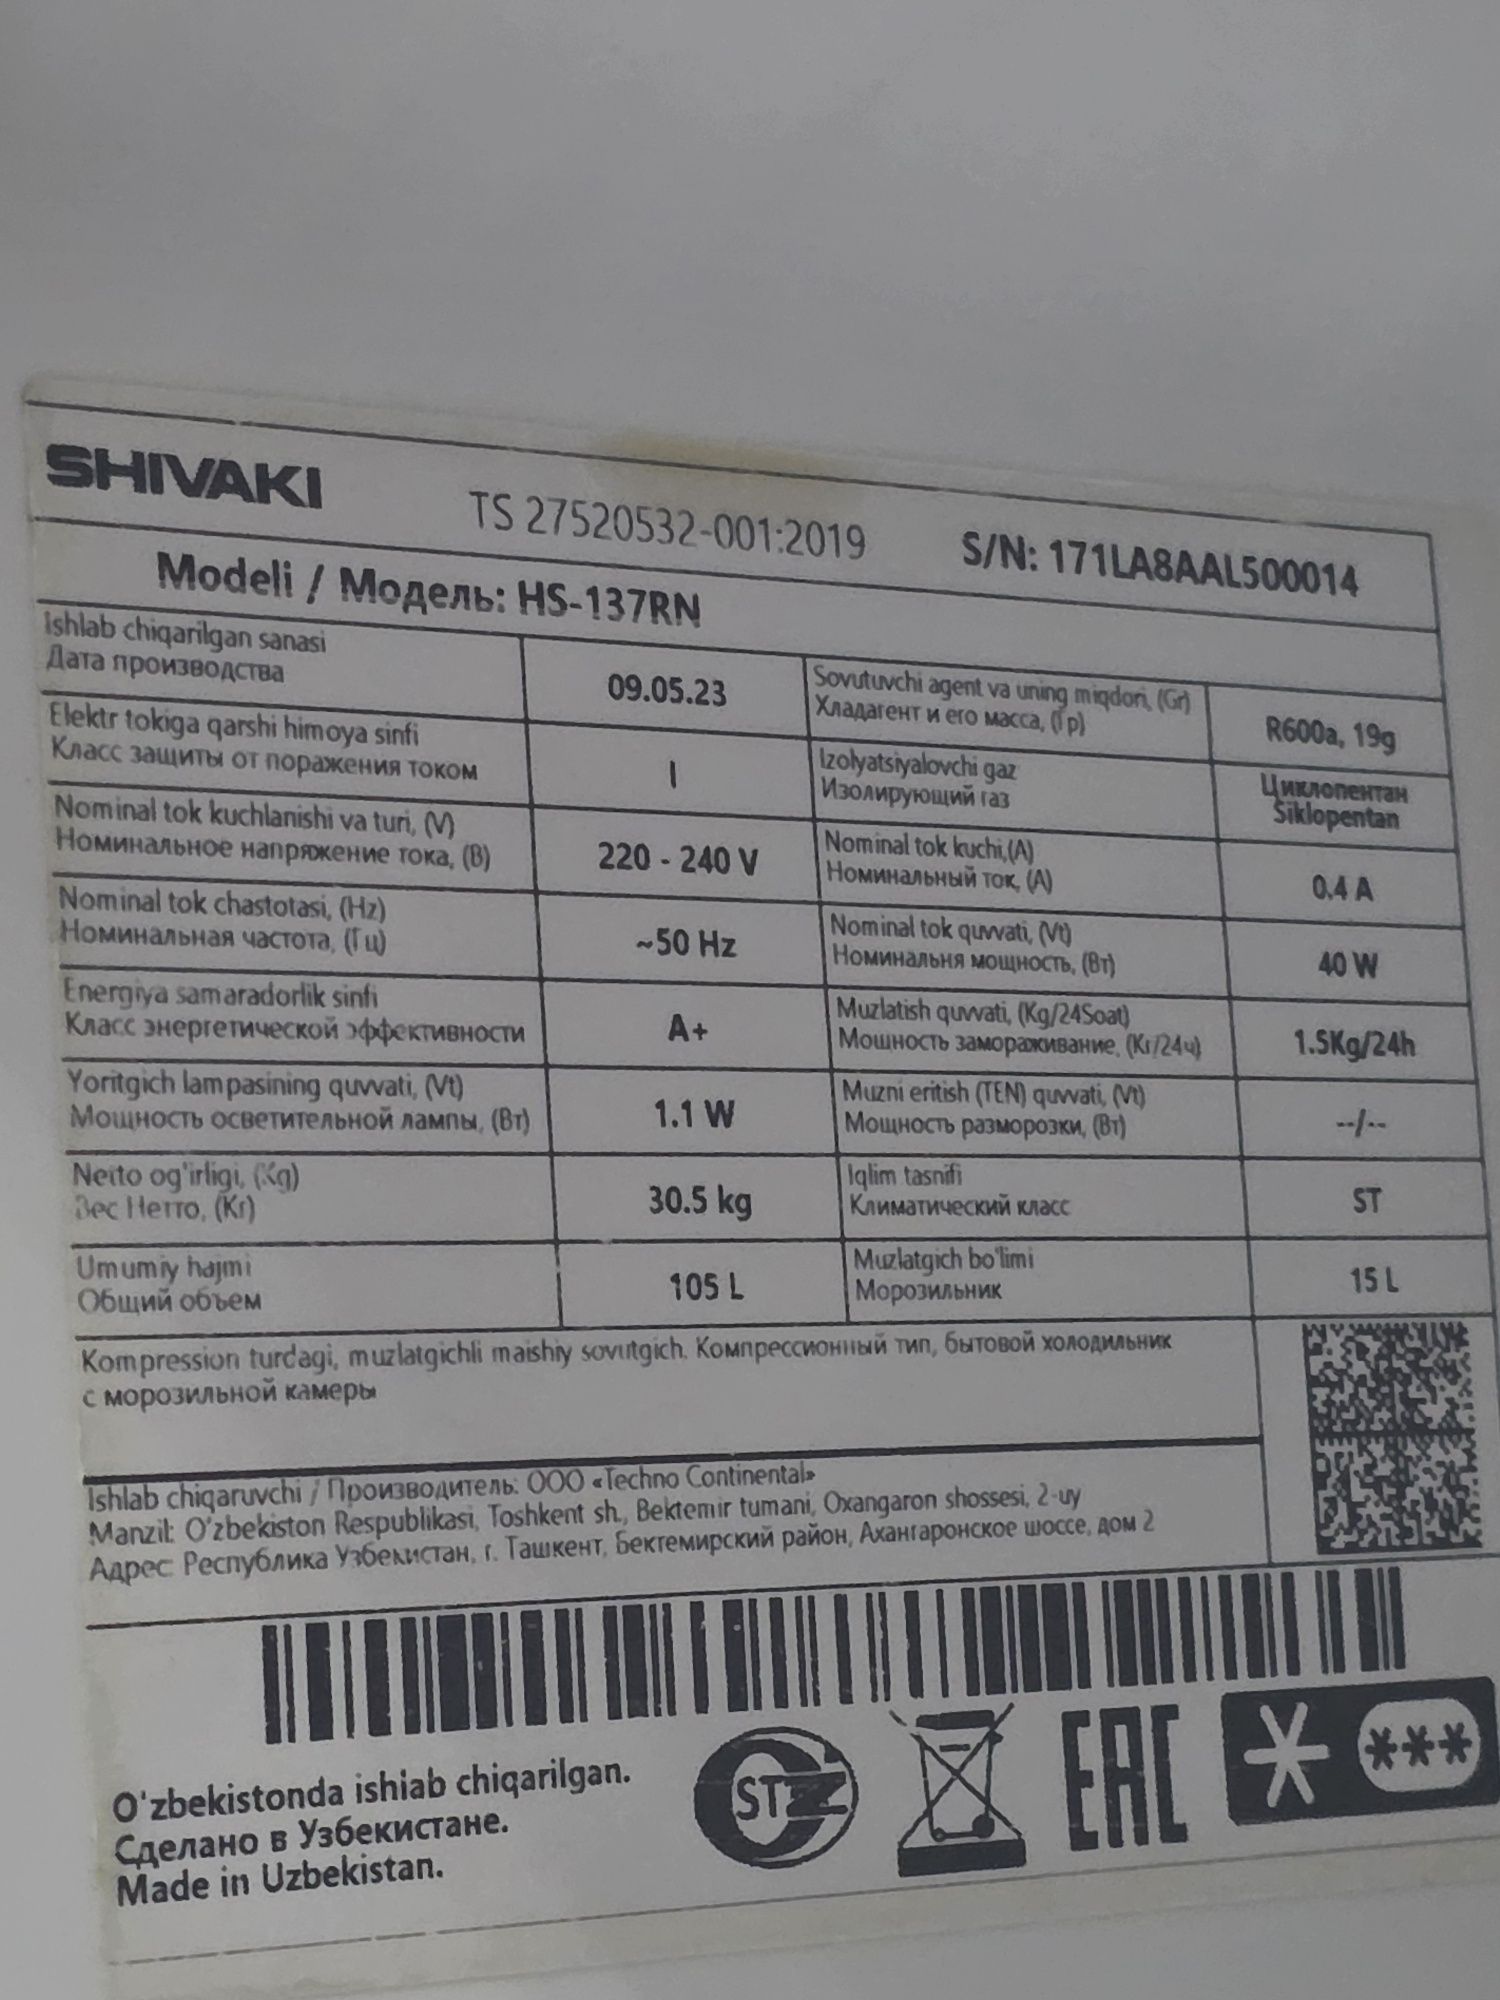 SHIVAKI
TS 27520532-001:2019
S/N: 171LA8AAL500014
Modeli / Модель: HS-137RN
Ishlab chiqarilgan sanasi
Дата производства
09.05.23
Sovutuvchi agent va uning miqdori, (Gr)
Хладагент и его масса, (Гр)
R600a, 19g
Elektr tokiga qarshi himoya sinfi
Класс защиты от поражения током
I
Izolyatsiyalovchi gaz
Изолирующий газ
Циклопентан
Siklopentan
Nominal tok kuchlanishi va turi, (V)
Номинальное напряжение тока, (В)
220 - 240 V
Nominal tok kuchi,(A)
Номинальный ток, (A)
0,4 A
Nominal tok chastotasi, (Hz)
Номинальная частота, (Гц)
~50 Hz
Nominal tok quvvati, (Vt)
Номинальня мощность, (Вт)
40 W
Energiya samaradorlik sinfi
Класс энергетической эффективности
A+
Muzlatish quvvati, (Kg/24Soat)
Мощность замораживание, (Кг/24ч)
1.5Kg/24h
Yoritgich lampasining quvvati, (Vt)
Мощность осветительной лампы, (Вт)
1.1 W
Muzni eritish (TEN) quvvati, (Vt)
Мощность разморозки, (Вт)
--/--
Netto og'irligi, (Kg)
Вес Нетто, (Кг)
30.5 kg
Iqlim tasnifi
Климатический класс
ST
Umumiy hajmi
Общий объем
105 L
Muzlatgich bo'limi
Морозильник
15 L
Kompression turdagi, muzlatgichli maishiy sovutgich. Компрессионный тип, бытовой холодильник
с морозильной камеры
Ishlab chiqaruvchi / Производитель: ООО «Techno Continental»
Manzil: O'zbekiston Respublikasi, Toshkent sh., Bektemir tumani, Oxangaron shossesi, 2-uy
Адрес: Республика Узбекистан, г. Ташкент, Бектемирский район, Ахангаронское шоссе, дом 2
O'zbekistonda ishlab chiqarilgan.
Сделано в Узбекистане.
Made in Uzbekistan.
STZ
EAC